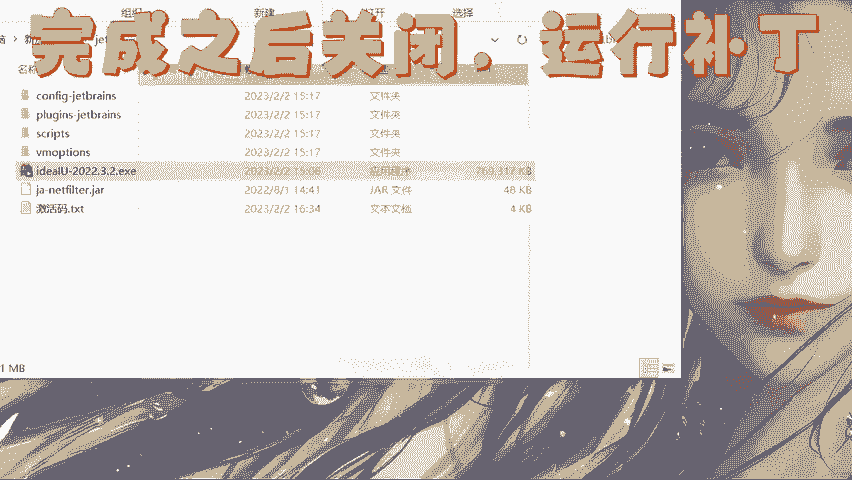 组织 新建 打开 选择
完成之后关闭，运行补丁
config-jetbrains 2023/2/2 15:17 文件夹
plugins-jetbrains 2023/2/2 15:17 文件夹
scripts 2023/2/2 15:17 文件夹
vmoptions 2023/2/2 15:17 文件夹
idealU-2022.3.2.exe 2023/2/2 15:06 应用程序 769,317 KB
ja-netfilter.jar 2022/8/1 14:41 JAR 文件 48 KB
激活码.txt 2023/2/2 16:34 文本文档 4 KB
1 MB